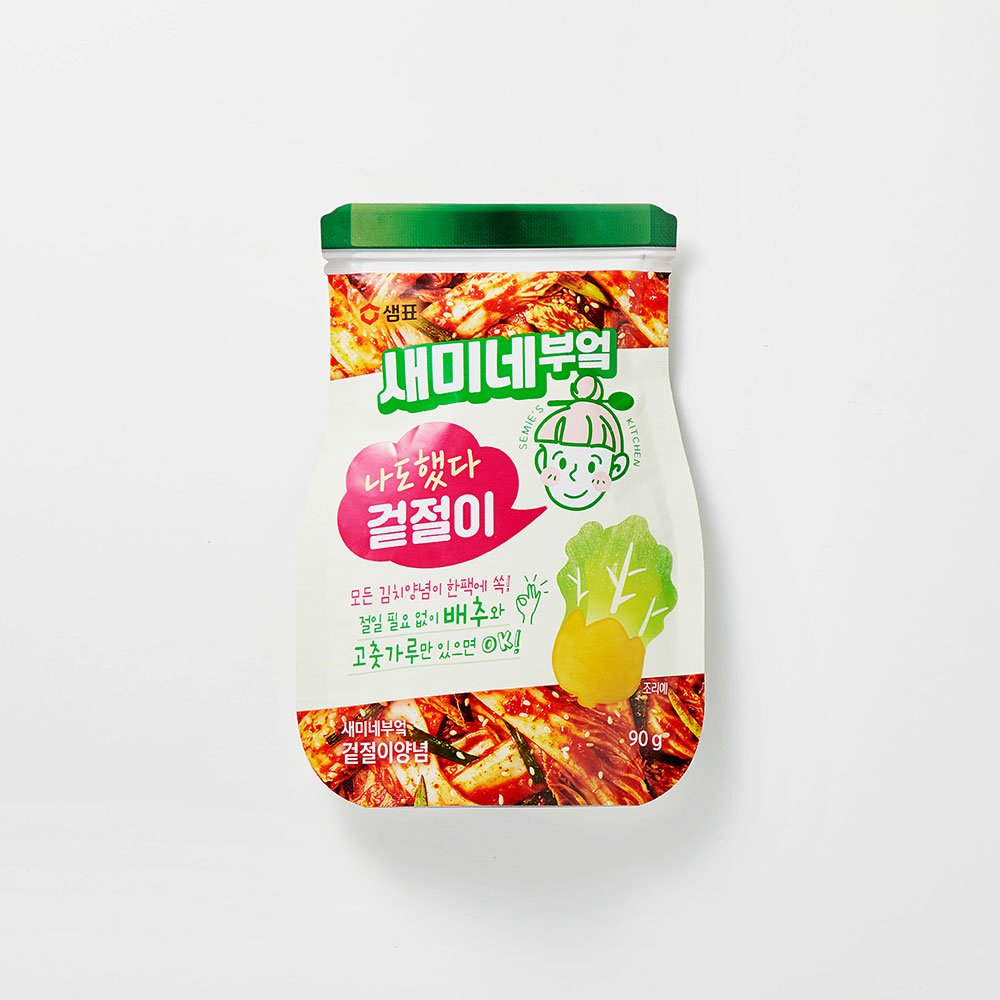 샘표
새미네부엌
SEMIE'S KITCHEN
나도했다
겉절이
모든 김치양념이 한팩에 쏙!
절일 필요 없이 배추와
고춧가루만 있으면 OK!
조리예
새미네부엌
겉절이양념
90 g